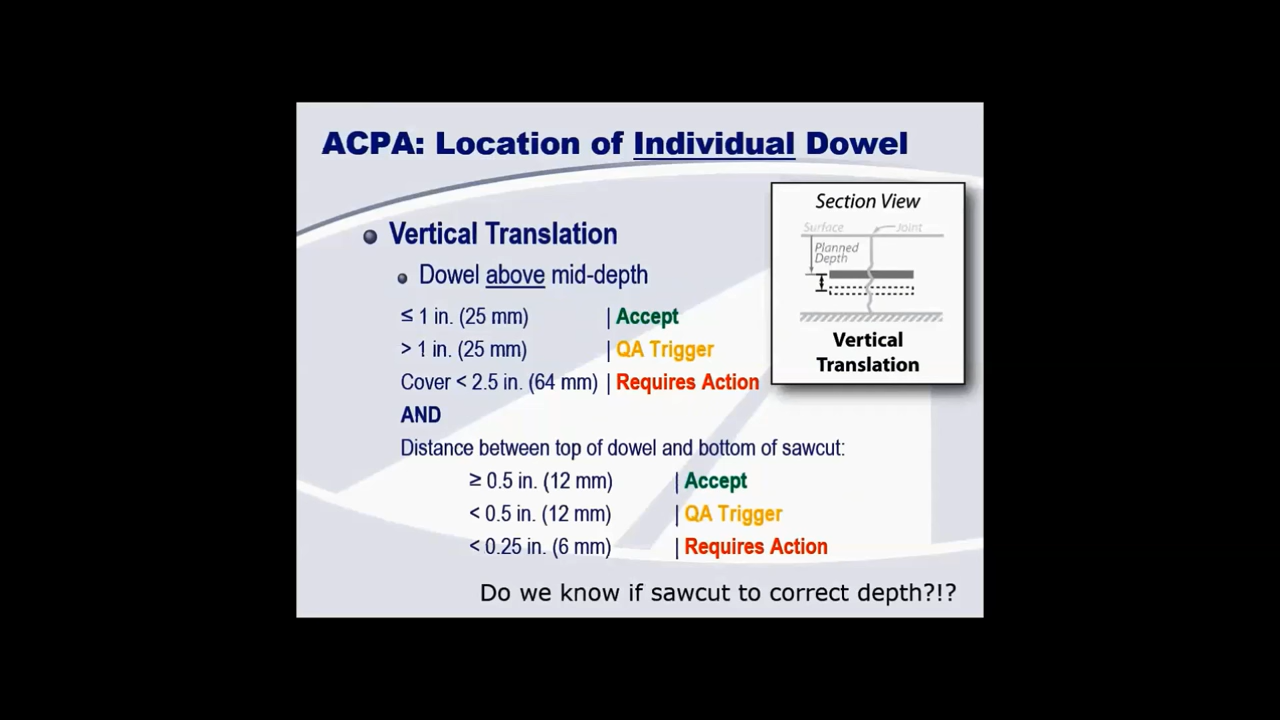 ACPA: Location of Individual Dowel
Vertical Translation
Dowel above mid-depth
≤ 1 in. (25 mm) | Accept
> 1 in. (25 mm) | QA Trigger
Cover < 2.5 in. (64 mm) | Requires Action
AND
Distance between top of dowel and bottom of sawcut:
≥ 0.5 in. (12 mm) | Accept
< 0.5 in. (12 mm) | QA Trigger
< 0.25 in. (6 mm) | Requires Action
Do we know if sawcut to correct depth?!?
Section View
Surface
Joint
Planned
Depth
Vertical
Translation